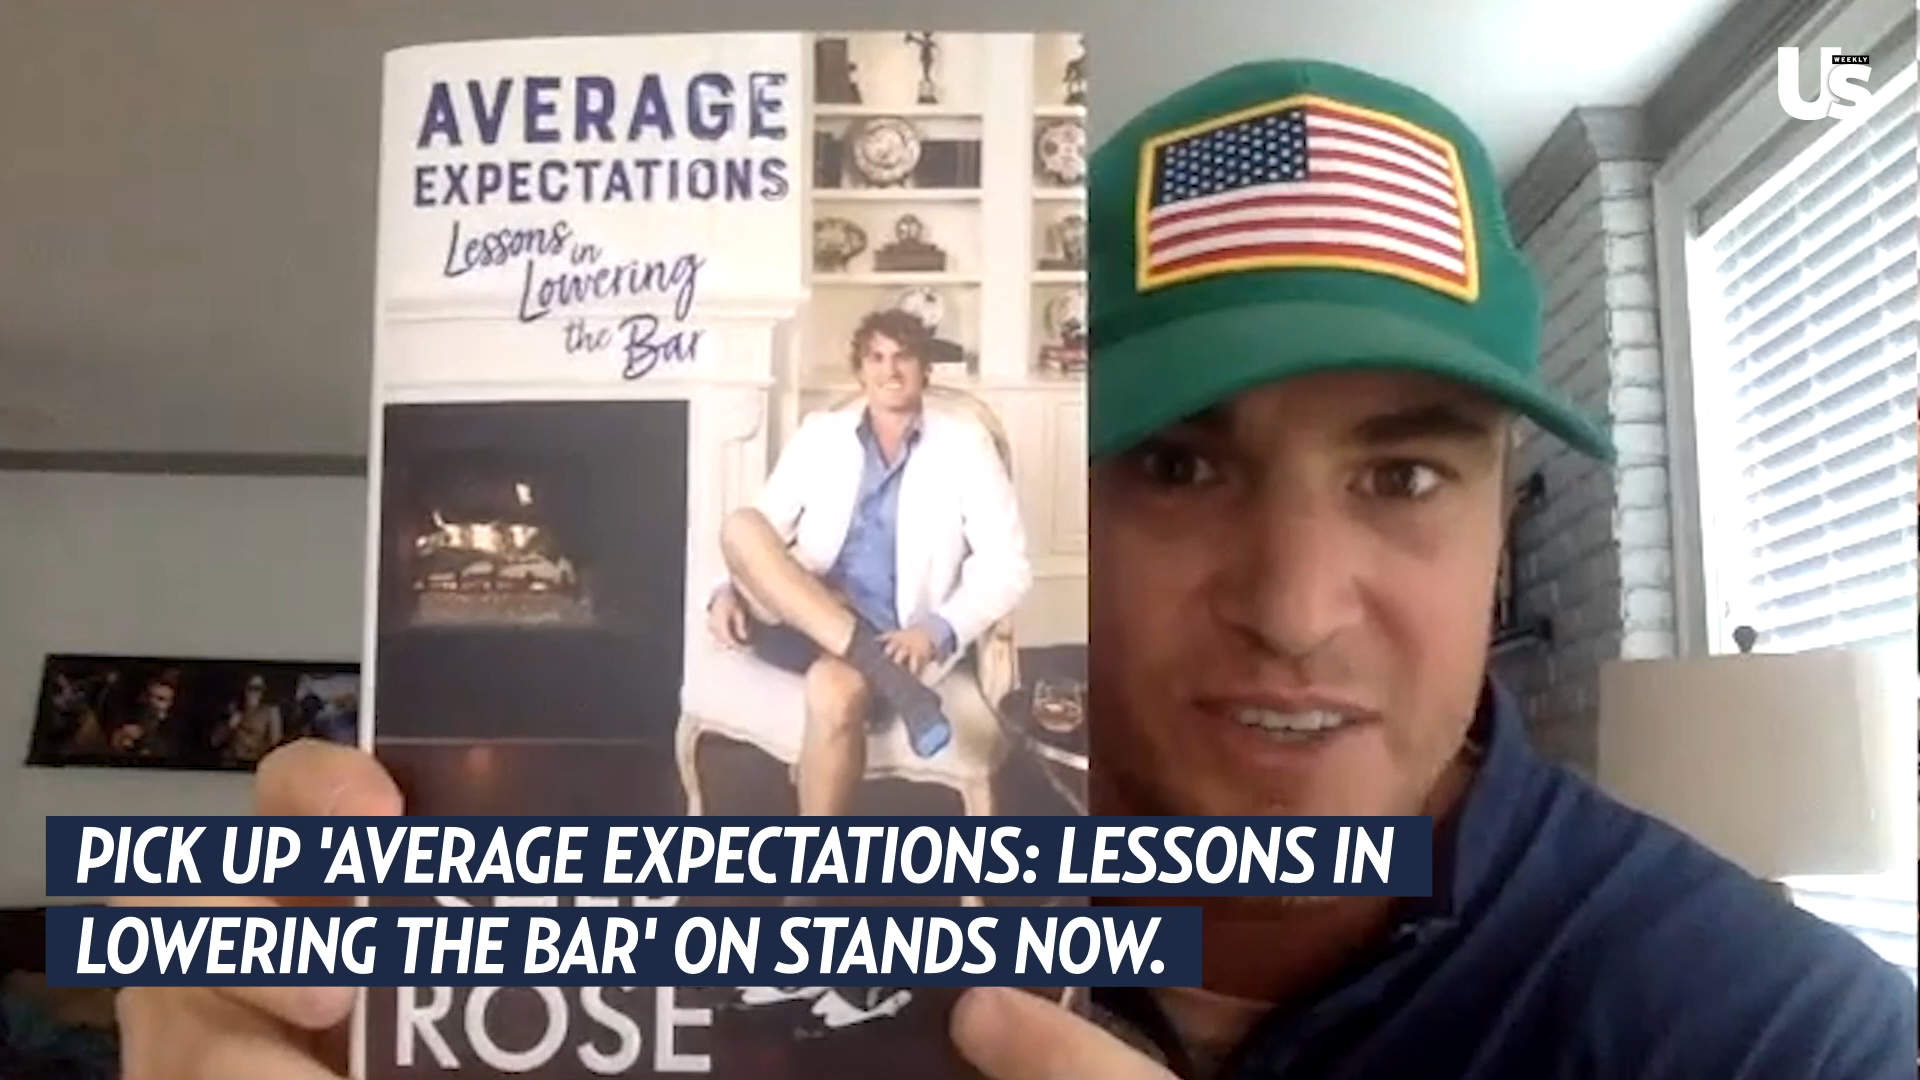 Us
WEEKLY
AVERAGE
EXPECTATIONS
Lessons in
Lowering
the Bar
PICK UP 'AVERAGE EXPECTATIONS: LESSONS IN
LOWERING THE BAR' ON STANDS NOW.
ROSE